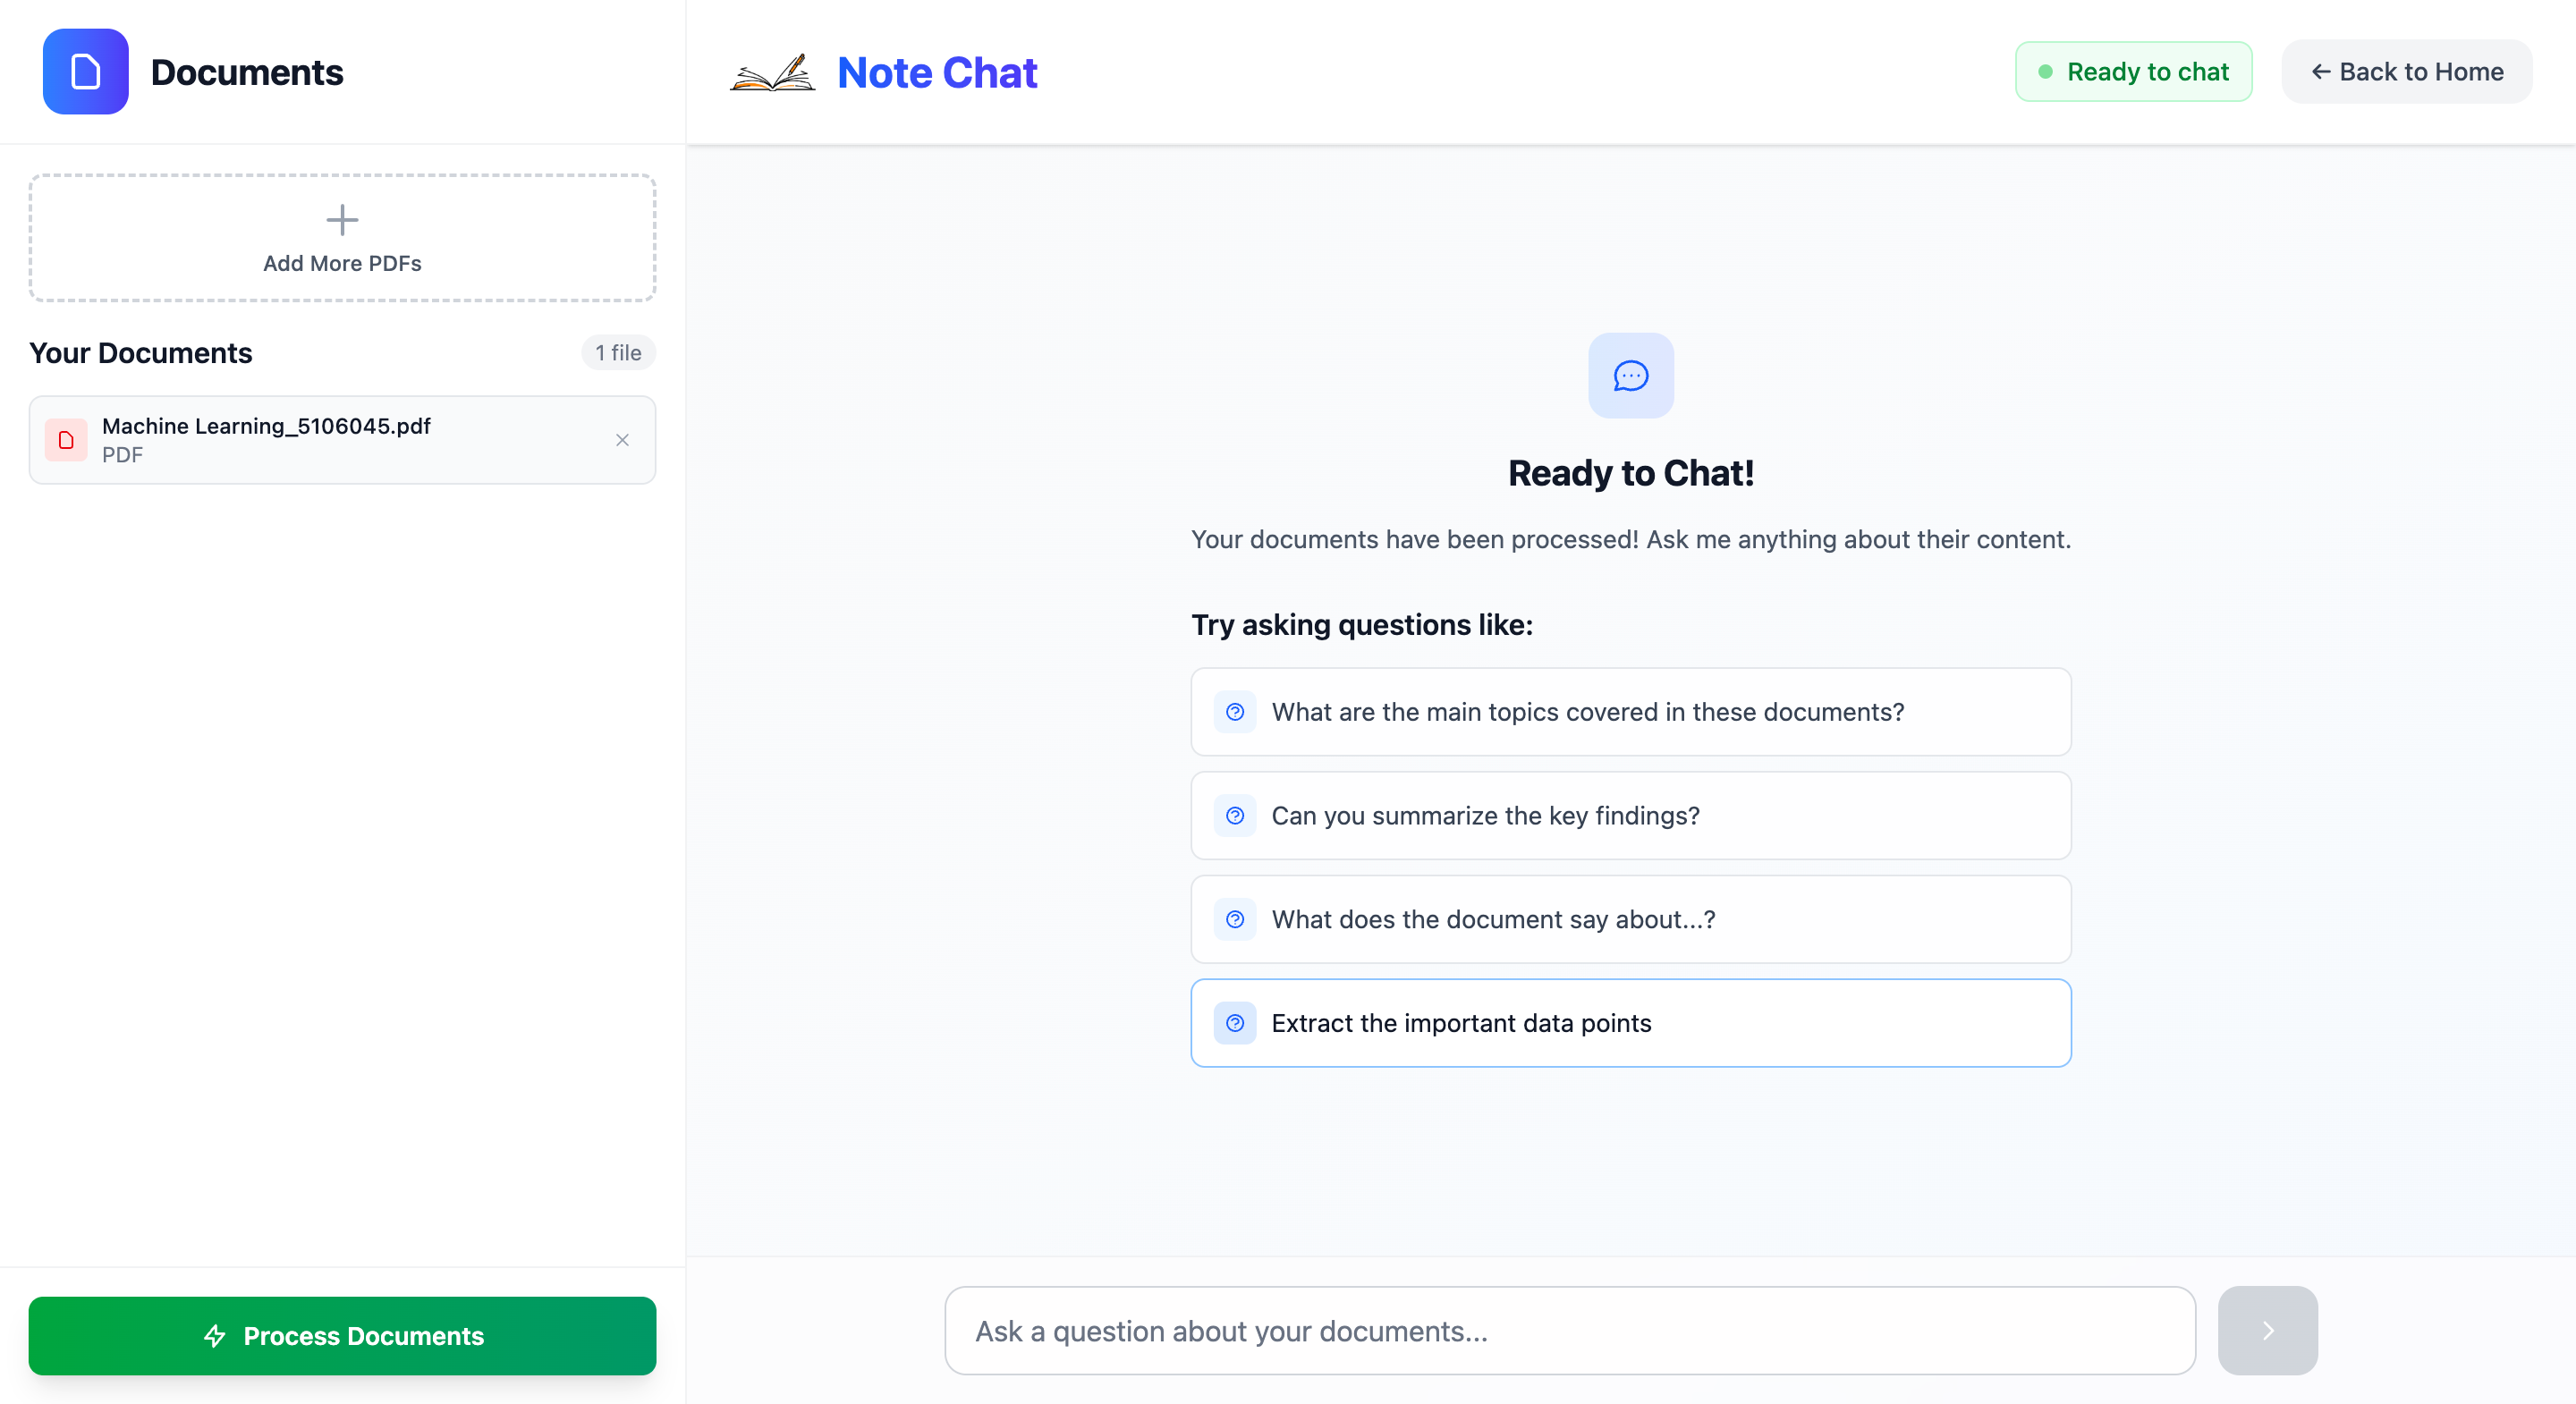 Documents
Add More PDFs
Your Documents
1 file
Machine Learning_5106045.pdf
PDF
Process Documents
Note Chat
Ready to chat
← Back to Home
Ready to Chat!
Your documents have been processed! Ask me anything about their content.
Try asking questions like:
What are the main topics covered in these documents?
Can you summarize the key findings?
What does the document say about...?
Extract the important data points
Ask a question about your documents...